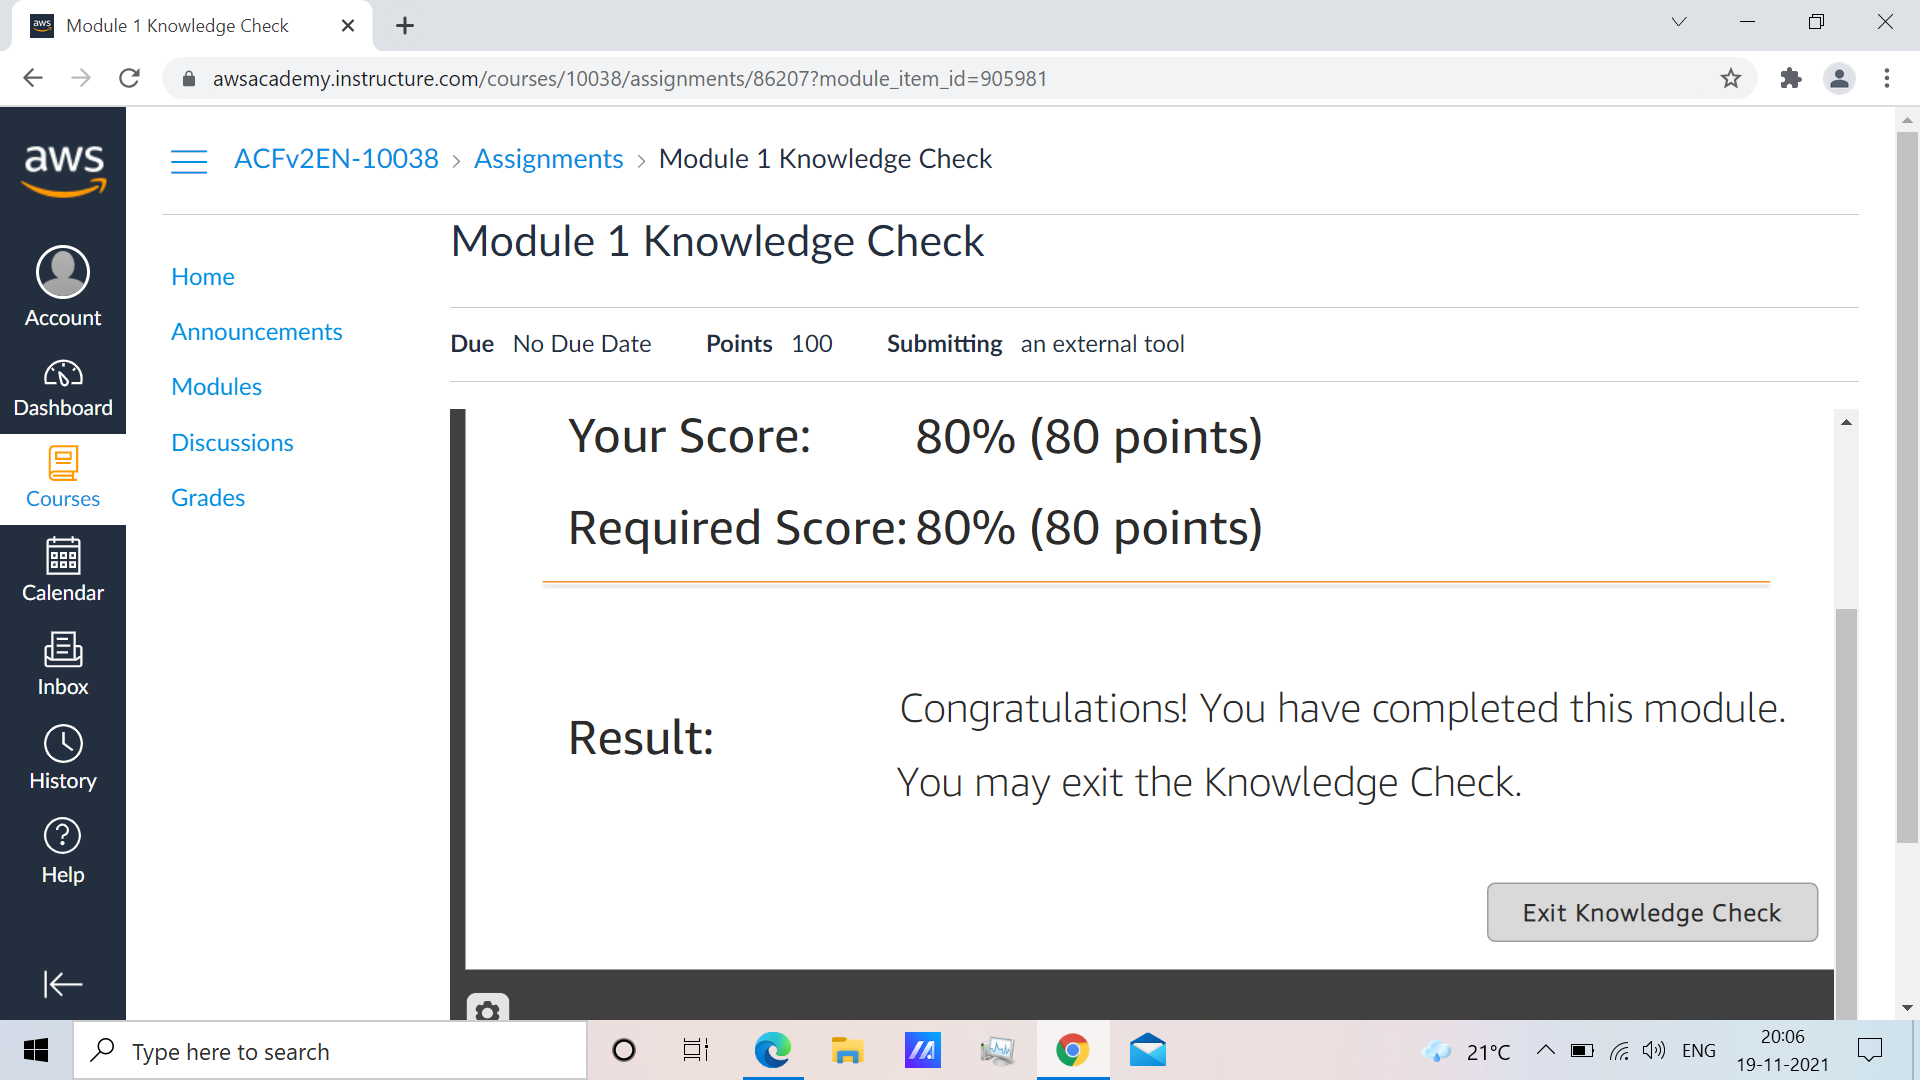 aws Module 1 Knowledge Check
awsacademy.instructure.com/courses/10038/assignments/86207?module_item_id=905981
aws
Account
Dashboard
Courses
Calendar
Inbox
History
Help
ACFv2EN-10038 > Assignments > Module 1 Knowledge Check
Home
Announcements
Modules
Discussions
Grades
Module 1 Knowledge Check
Due No Due Date Points 100 Submitting an external tool
Your Score: 80% (80 points)
Required Score: 80% (80 points)
Result: Congratulations! You have completed this module.
You may exit the Knowledge Check.
Exit Knowledge Check
Type here to search
21°C
ENG
20:06
19-11-2021